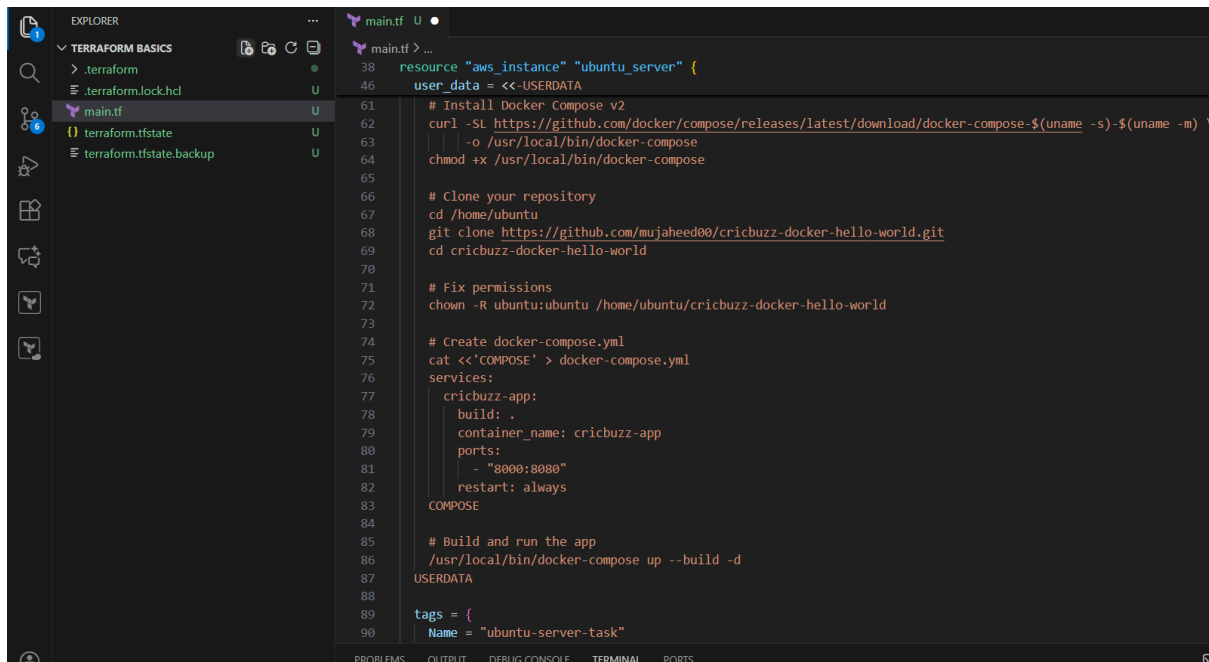 EXPLORER
...
main.tf U
TERRAFORM BASICS
main.tf > ...
.terraform
.terraform.lock.hcl U
main.tf U
terraform.tfstate U
terraform.tfstate.backup U
1
6
38 resource "aws_instance" "ubuntu_server" {
46 user_data = <<-USERDATA
61 # Install Docker Compose v2
62 curl -SL https://github.com/docker/compose/releases/latest/download/docker-compose-$(uname -s)-$(uname -m) \
63 -o /usr/local/bin/docker-compose
64 chmod +x /usr/local/bin/docker-compose
65
66 # Clone your repository
67 cd /home/ubuntu
68 git clone https://github.com/mujaheed00/cricbuzz-docker-hello-world.git
69 cd cricbuzz-docker-hello-world
70
71 # Fix permissions
72 chown -R ubuntu:ubuntu /home/ubuntu/cricbuzz-docker-hello-world
73
74 # Create docker-compose.yml
75 cat <<'COMPOSE' > docker-compose.yml
76 services:
77 cricbuzz-app:
78 build: .
79 container_name: cricbuzz-app
80 ports:
81 - "8000:8080"
82 restart: always
83 COMPOSE
84
85 # Build and run the app
86 /usr/local/bin/docker-compose up --build -d
87 USERDATA
88
89 tags = {
90 Name = "ubuntu-server-task"
PROBLEMS OUTPUT DEBUG CONSOLE TERMINAL PORTS